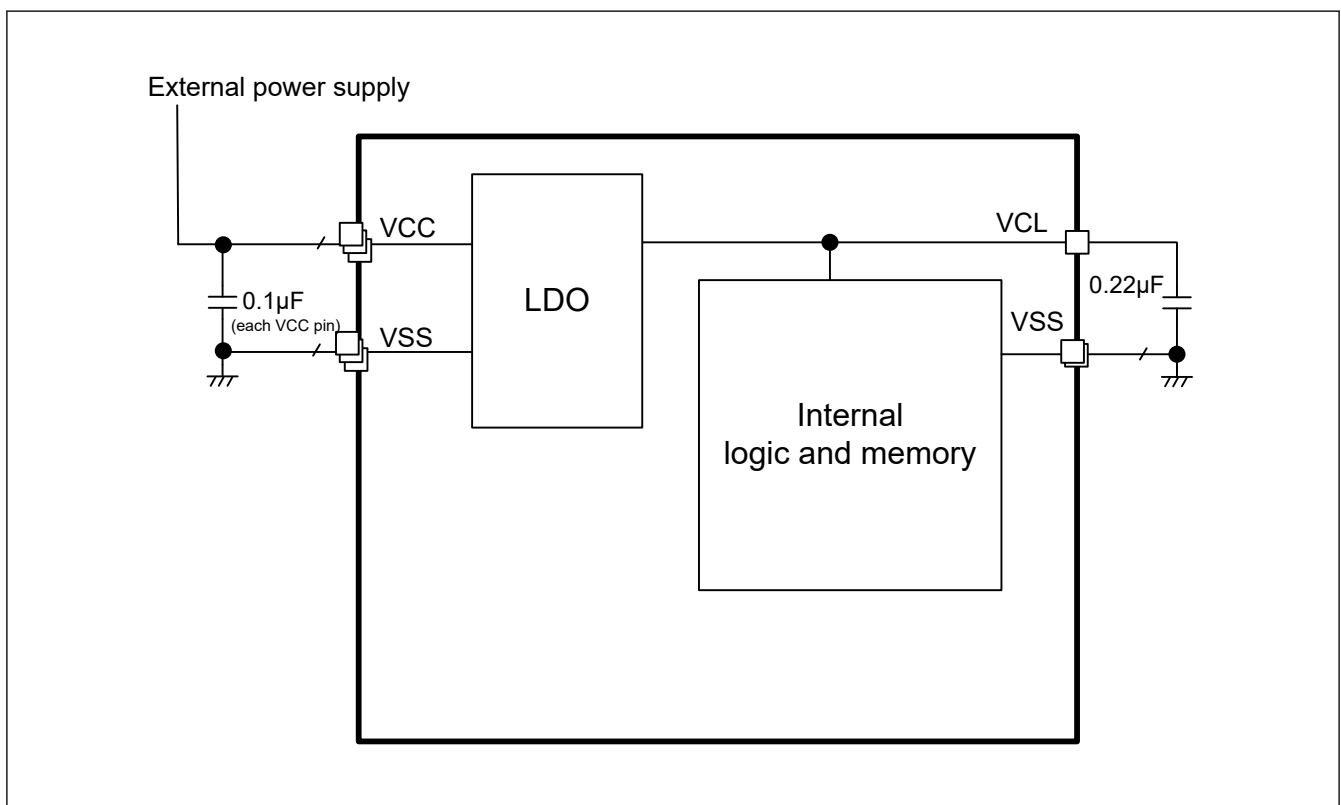 External power supply
VCC
VCL
LDO
0.1µF
(each VCC pin)
0.22µF
VSS
VSS
Internal
logic and memory